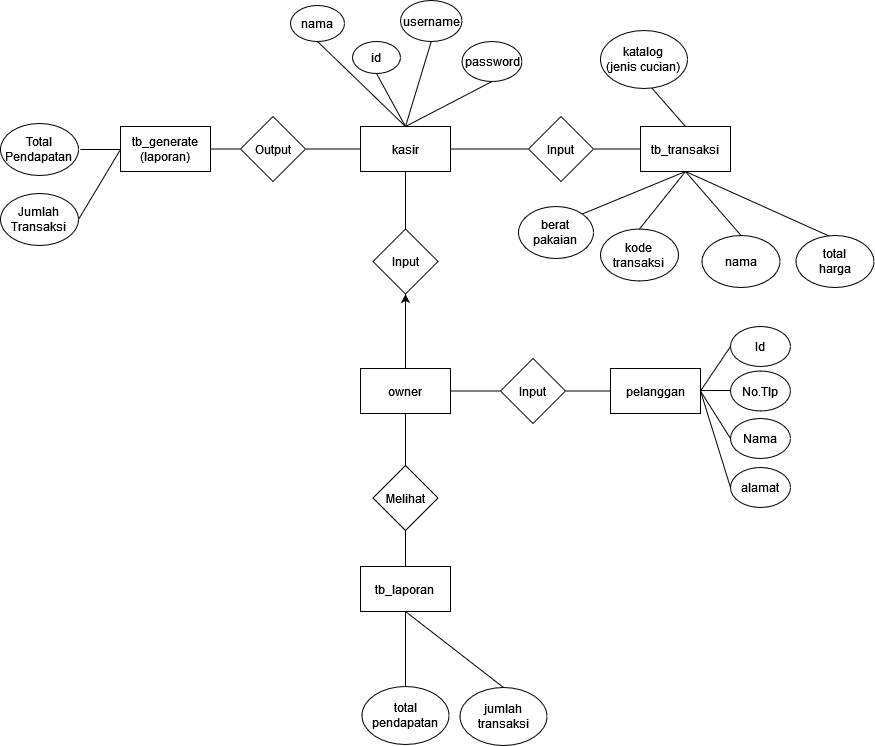 nama
username
id
password
katalog
(jenis cucian)
Total
Pendapatan
tb_generate
(laporan)
Output
kasir
Input
tb_transaksi
Jumlah
Transaksi
berat
pakaian
kode
transaksi
nama
total
harga
Input
Id
owner
Input
pelanggan
No.Tlp
Nama
alamat
Melihat
tb_laporan
total
pendapatan
jumlah
transaksi